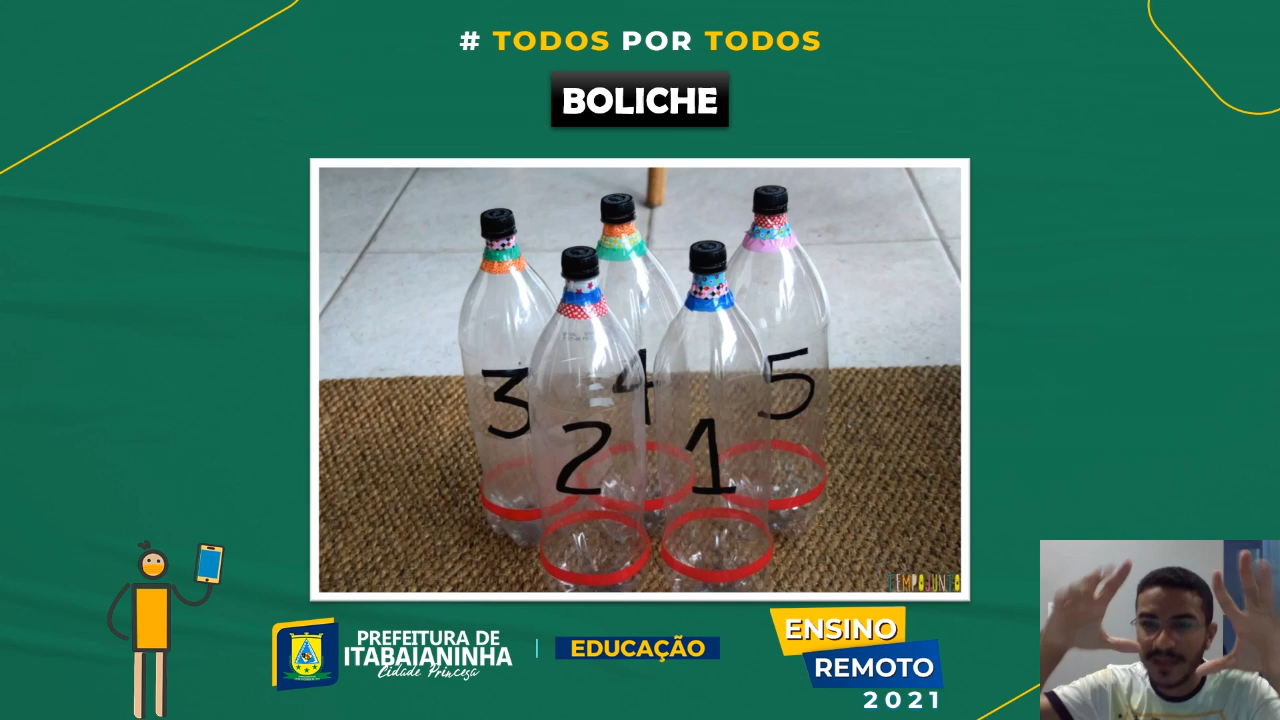 # TODOS POR TODOS
BOLICHE
3
4
5
2
1
TEMPOJUNTO
PREFEITURA DE
ITABAIANINHA
Cidade Princesa
EDUCAÇÃO
ENSINO
REMOTO
2021